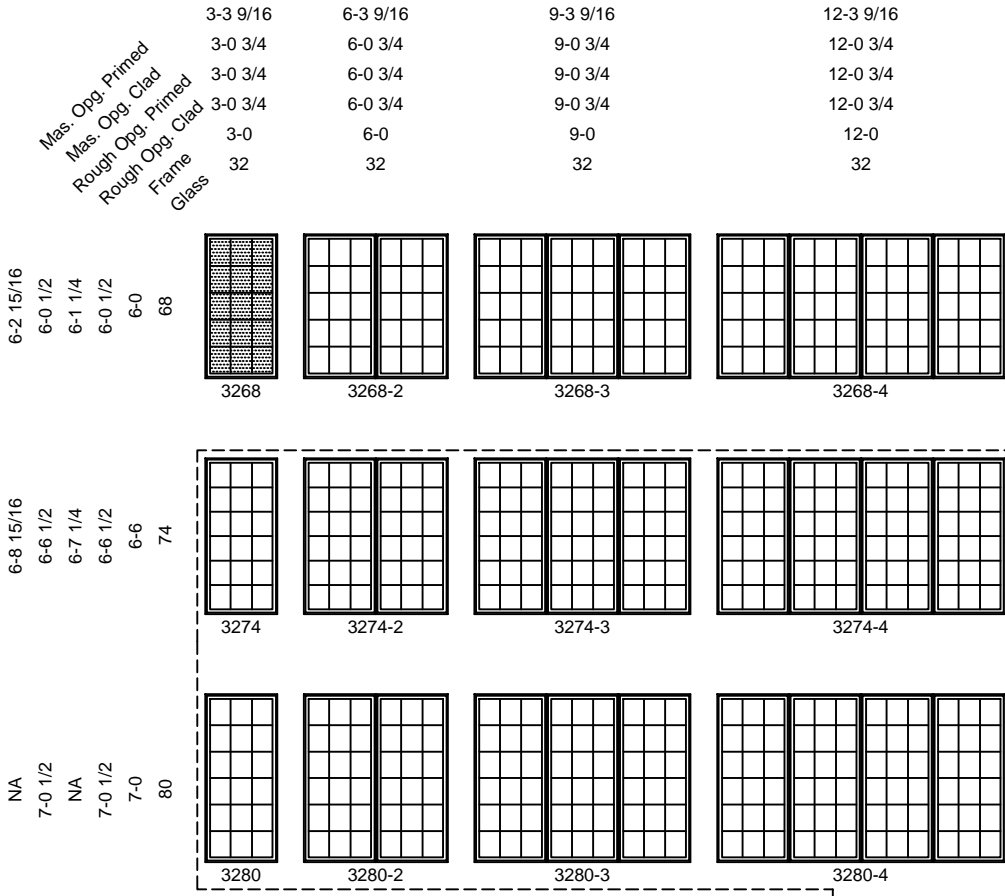 3-3 9/16 6-3 9/16 9-3 9/16 12-3 9/16
3-0 3/4 6-0 3/4 9-0 3/4 12-0 3/4
3-0 3/4 6-0 3/4 9-0 3/4 12-0 3/4
3-0 3/4 6-0 3/4 9-0 3/4 12-0 3/4
3-0 6-0 9-0 12-0
32 32 32 32
Mas. Opg. Primed
Mas. Opg. Clad
Rough Opg. Primed
Rough Opg. Clad
Frame
Glass
6-2 15/16
6-0 1/2
6-1 1/4
6-0 1/2
6-0
68
3268 3268-2 3268-3 3268-4
6-8 15/16
6-6 1/2
6-7 1/4
6-6 1/2
6-6
74
3274 3274-2 3274-3 3274-4
NA
7-0 1/2
NA
7-0 1/2
7-0
80
3280 3280-2 3280-3 3280-4